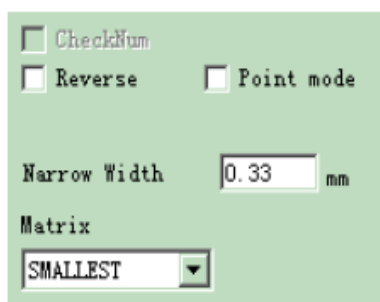 CheckNum
Reverse Point mode
Narrow Width 0.33 mm
Matrix
SMALLEST